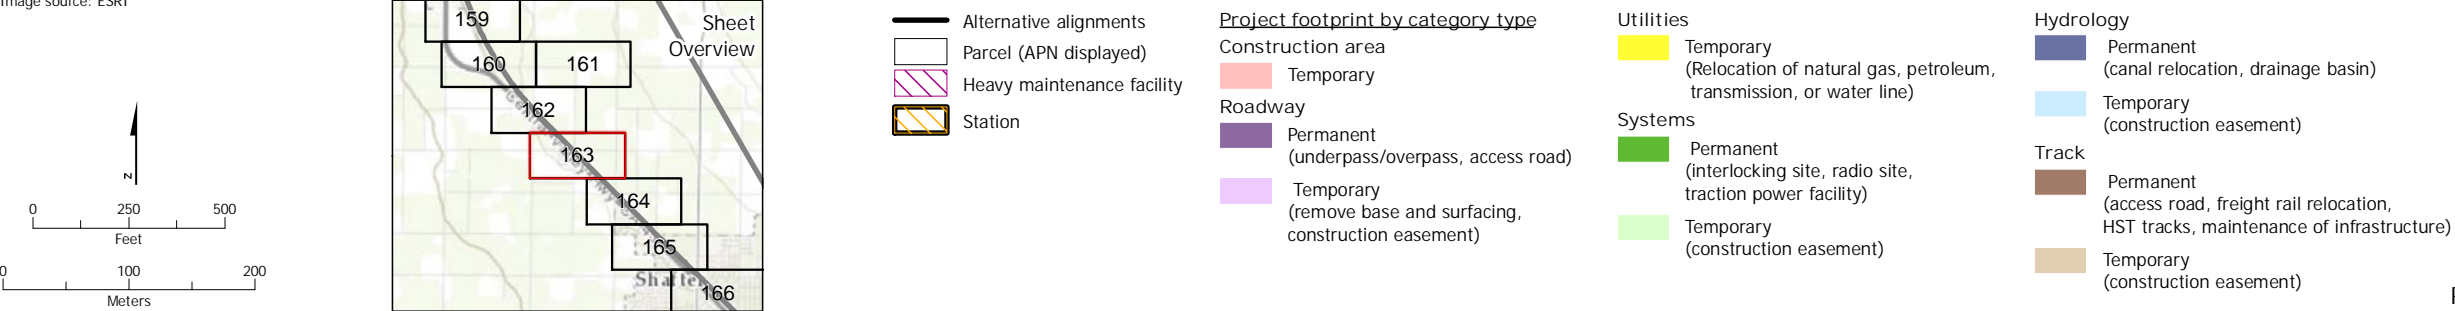 Image source: ESRI
N
0 250 500
Feet
0 100 200
Meters
Sheet
Overview
159
160
161
162
163
164
165
166
Shafter
Alternative alignments
Parcel (APN displayed)
Heavy maintenance facility
Station
Project footprint by category type
Construction area
Temporary
Roadway
Permanent
(underpass/overpass, access road)
Temporary
(remove base and surfacing,
construction easement)
Utilities
Temporary
(Relocation of natural gas, petroleum,
transmission, or water line)
Systems
Permanent
(interlocking site, radio site,
traction power facility)
Temporary
(construction easement)
Hydrology
Permanent
(canal relocation, drainage basin)
Temporary
(construction easement)
Track
Permanent
(access road, freight rail relocation,
HST tracks, maintenance of infrastructure)
Temporary
(construction easement)